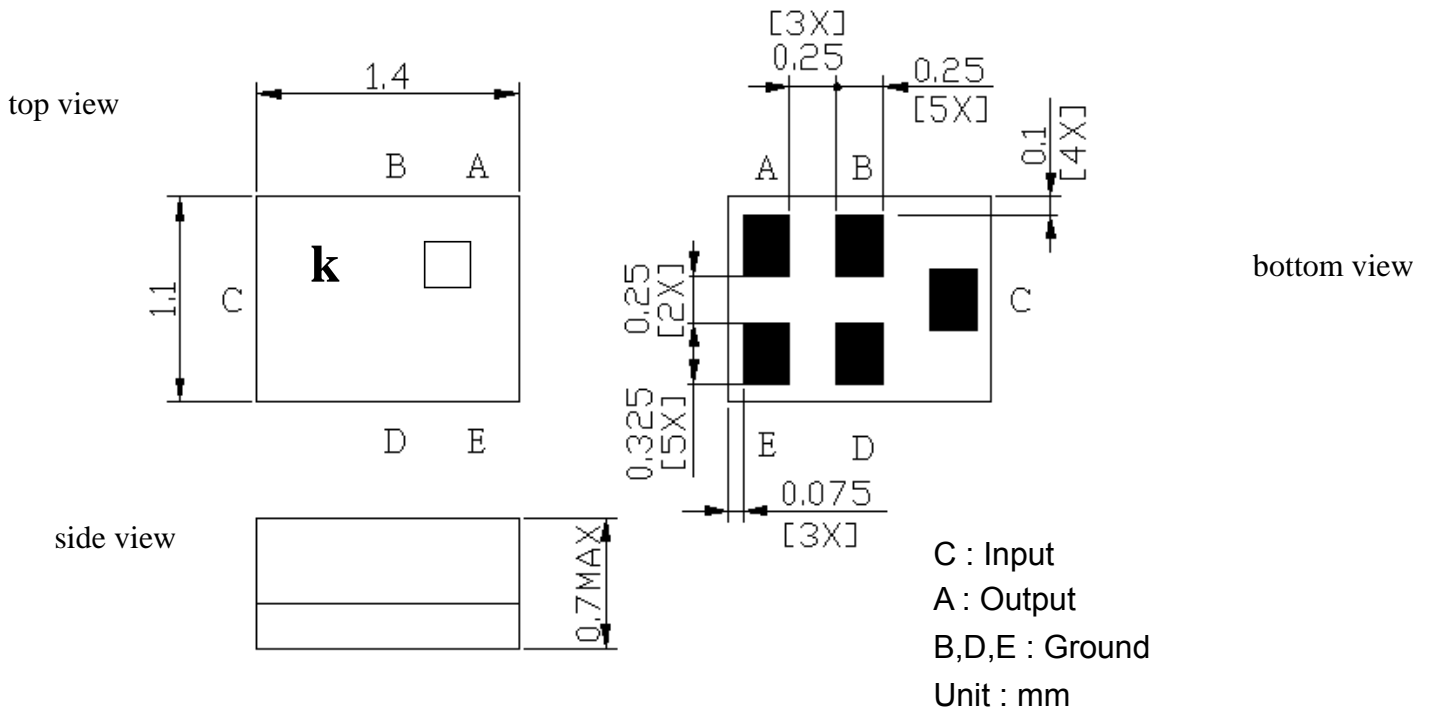 top view
1.4
B A
C
k
1.1
D E
side view
0.7MAX
[3X]
0.25
0.25
[5X]
0.1
[4X]
A B
0.25
[2X]
C
0.325
[5X]
E D
0.075
[3X]
bottom view
C : Input
A : Output
B,D,E : Ground
Unit : mm